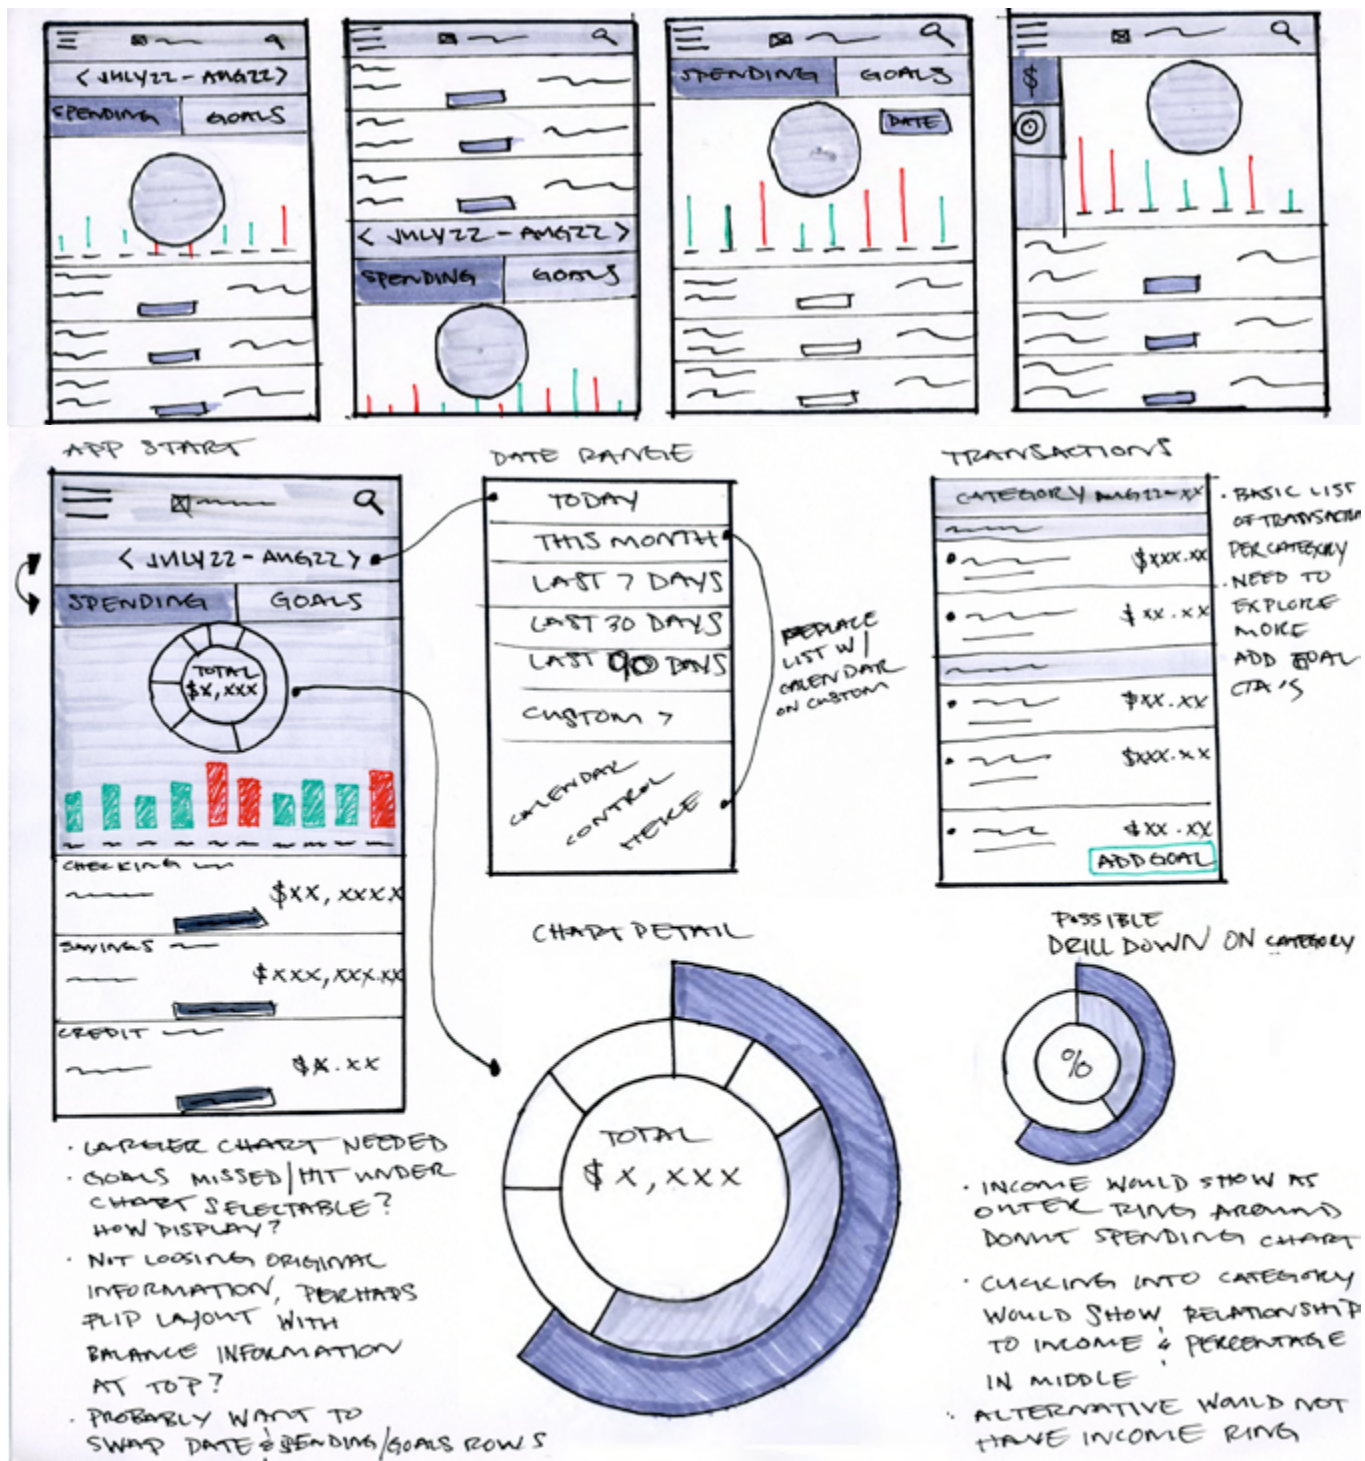 < JULY22 - AUG22 >
SPENDING GOALS
< JULY22 - AUG22 >
SPENDING GOALS
SPENDING GOALS
DATE
$
APP START
< JULY22 - AUG22 >
SPENDING GOALS
TOTAL
$X,XXX
CHECKING
$XX,XXX.X
SAVINGS
$XXX,XXX.XX
CREDIT
$X.XX
· LARGER CHART NEEDED
· GOALS MISSED/HIT UNDER
CHART SELECTABLE?
HOW DISPLAY?
· NOT LOOSING ORIGINAL
INFORMATION, PERHAPS
FLIP LAYOUT WITH
BALANCE INFORMATION
AT TOP?
· PROBABLY WANT TO
SWAP DATE & SPENDING/GOALS ROWS
DATE RANGE
TODAY
THIS MONTH
LAST 7 DAYS
LAST 30 DAYS
LAST 90 DAYS
CUSTOM >
CALENDAR
CONTROL
HERE
REPLACE
LIST W/
CALENDAR
ON CUSTOM
TRANSACTIONS
CATEGORY AUG22-XX
$XXX.XX
$XX.XX
$XX.XX
$XXX.XX
$XX.XX
ADD GOAL
· BASIC LIST
OF TRANSACTIO
PER CATEGORY
· NEED TO
EXPLORE
MORE
ADD GOAL
CTA'S
CHART DETAIL
TOTAL
$X,XXX
POSSIBLE
DRILL DOWN ON CATEGORY
%
· INCOME WOULD SHOW AS
OUTER RING AROUND
DONUT SPENDING CHART
· CLICKING INTO CATEGORY
WOULD SHOW RELATIONSHIP
TO INCOME & PERCENTAGE
IN MIDDLE
· ALTERNATIVE WOULD NOT
HAVE INCOME RING